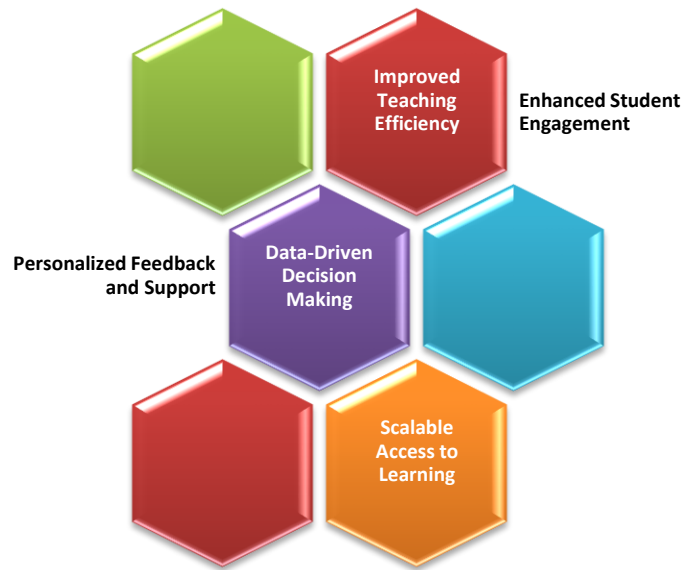 Improved
Teaching
Efficiency
Enhanced Student
Engagement
Personalized Feedback
and Support
Data-Driven
Decision
Making
Scalable
Access to
Learning